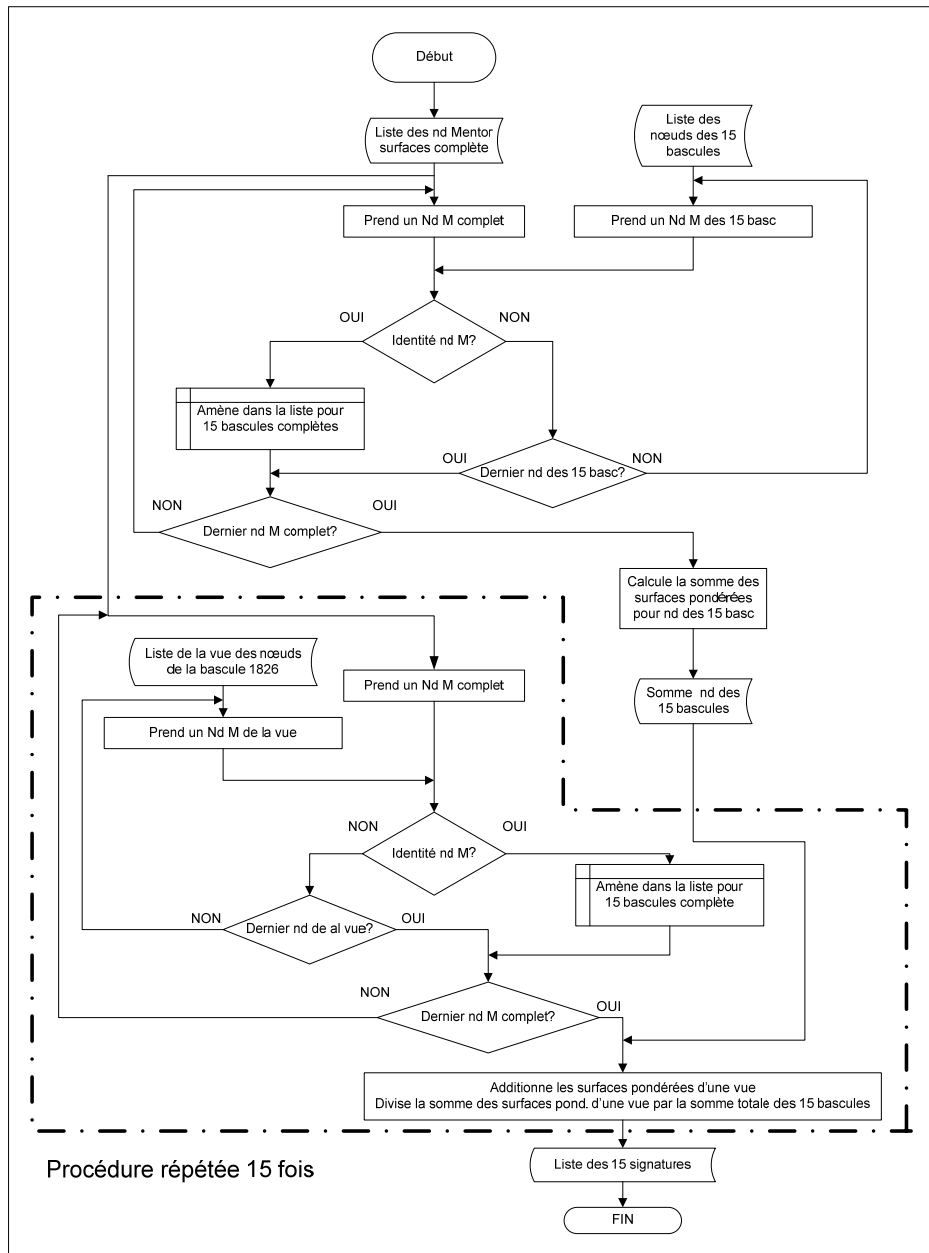 Début
Liste des nd Mentor
surfaces complète
Liste des
nœuds des 15
bascules
Prend un Nd M complet
Prend un Nd M des 15 basc
OUI
NON
Identité nd M?
Amène dans la liste pour
15 bascules complètes
OUI
NON
Dernier nd des 15 basc?
NON
OUI
Dernier nd M complet?
Calcule la somme des
surfaces pondérées
pour nd des 15 basc
Liste de la vue des nœuds
de la bascule 1826
Prend un Nd M complet
Somme nd des
15 bascules
Prend un Nd M de la vue
NON
OUI
Identité nd M?
Amène dans la liste pour
15 bascules complète
NON
OUI
Dernier nd de al vue?
NON
OUI
Dernier nd M complet?
Additionne les surfaces pondérées d'une vue
Divise la somme des surfaces pond. d'une vue par la somme totale des 15 bascules
Procédure répétée 15 fois
Liste des 15 signatures
FIN